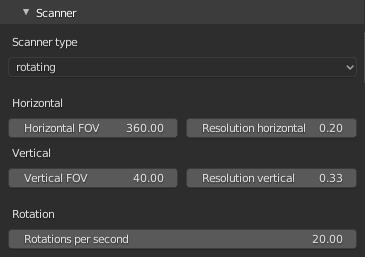 Scanner
Scanner type
rotating
Horizontal
Horizontal FOV 360.00 Resolution horizontal 0.20
Vertical
Vertical FOV 40.00 Resolution vertical 0.33
Rotation
Rotations per second 20.00